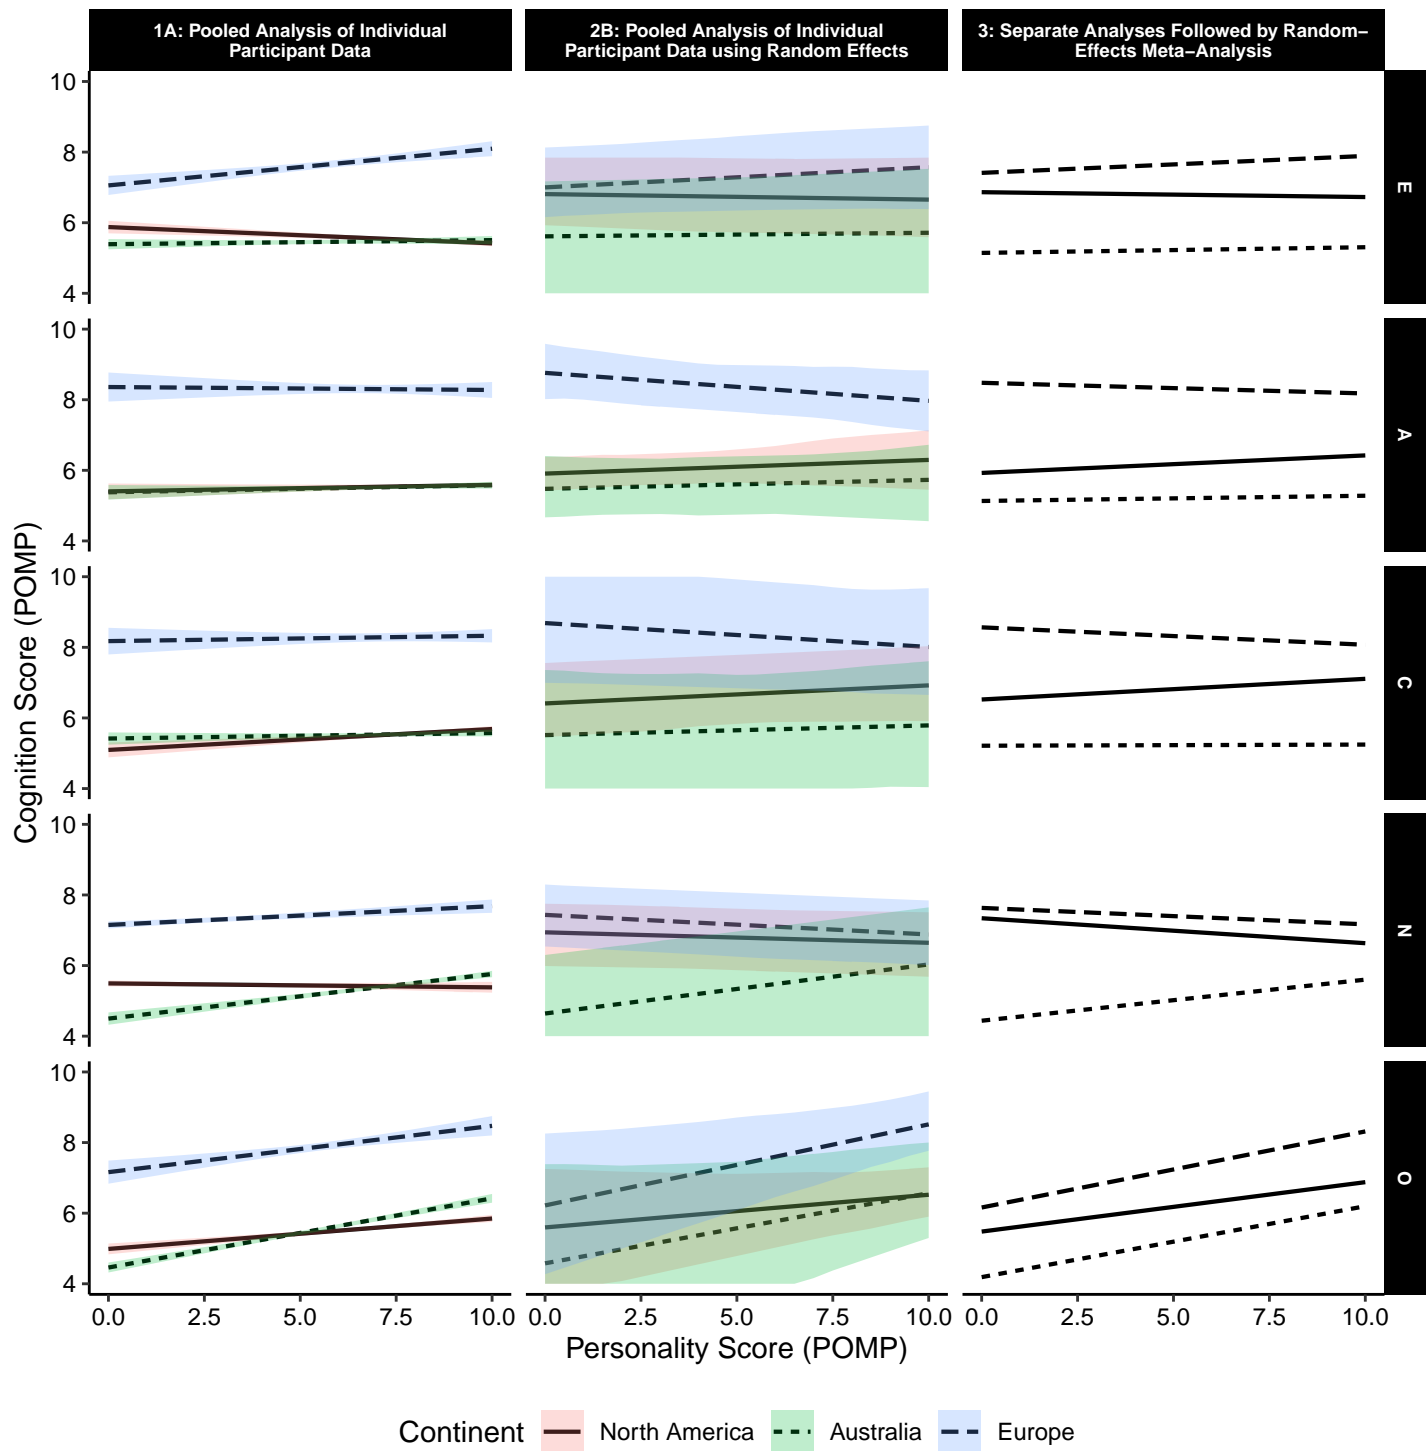 1A: Pooled Analysis of Individual
Participant Data
2B: Pooled Analysis of Individual
Participant Data using Random Effects
3: Separate Analyses Followed by Random−
Effects Meta−Analysis
10
8
6
4
E
10
8
6
4
A
10
8
6
4
C
10
8
6
4
N
10
8
6
4
O
Cognition Score (POMP)
0.0 2.5 5.0 7.5 10.0 0.0 2.5 5.0 7.5 10.0 0.0 2.5 5.0 7.5 10.0
Personality Score (POMP)
Continent North America Australia Europe